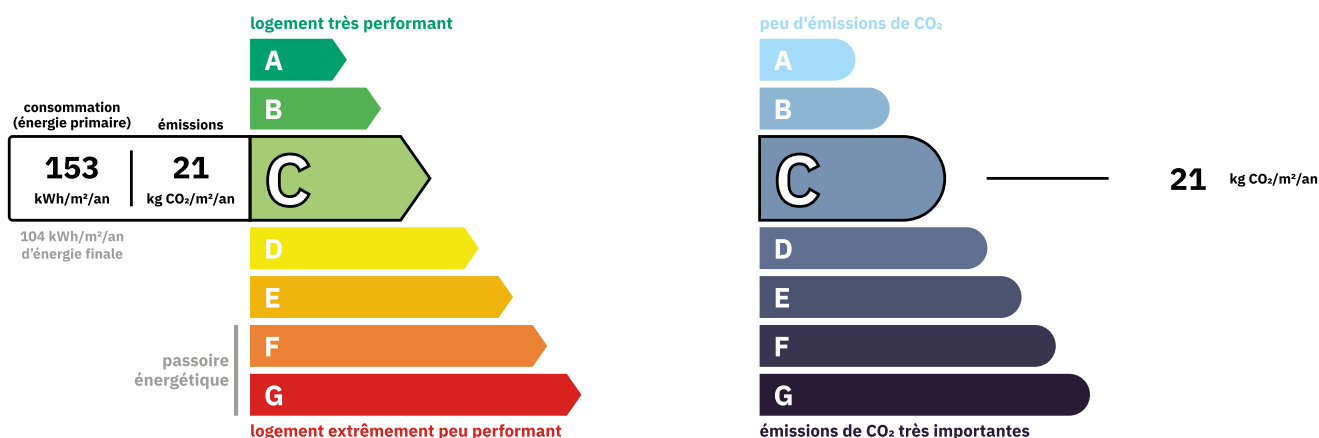 logement très performant
A
B
consommation
(énergie primaire)
émissions
153
kWh/m²/an
21
kg CO₂/m²/an
C
104 kWh/m²/an
d'énergie finale
D
E
passoire
énergétique
F
G
logement extrêmement peu performant
peu d'émissions de CO₂
A
B
C
21 kg CO₂/m²/an
D
E
F
G
émissions de CO₂ très importantes